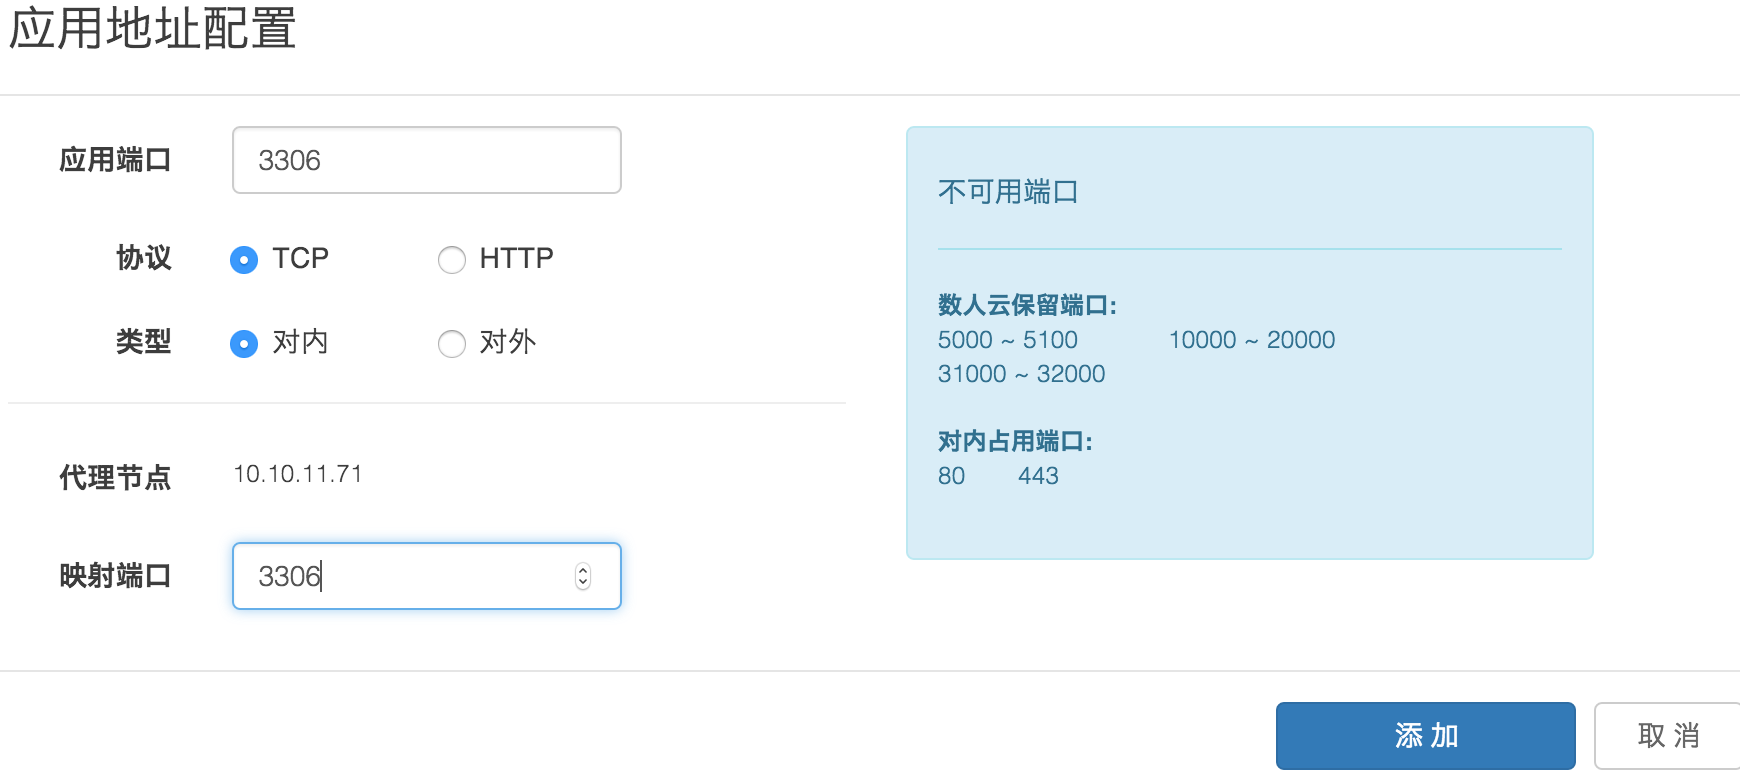 应用地址配置
应用端口
3306
协议
TCP
HTTP
类型
对内
对外
代理节点
10.10.11.71
映射端口
3306
不可用端口
数人云保留端口:
5000 ~ 5100
10000 ~ 20000
31000 ~ 32000
对内占用端口:
80
443
添 加
取 消